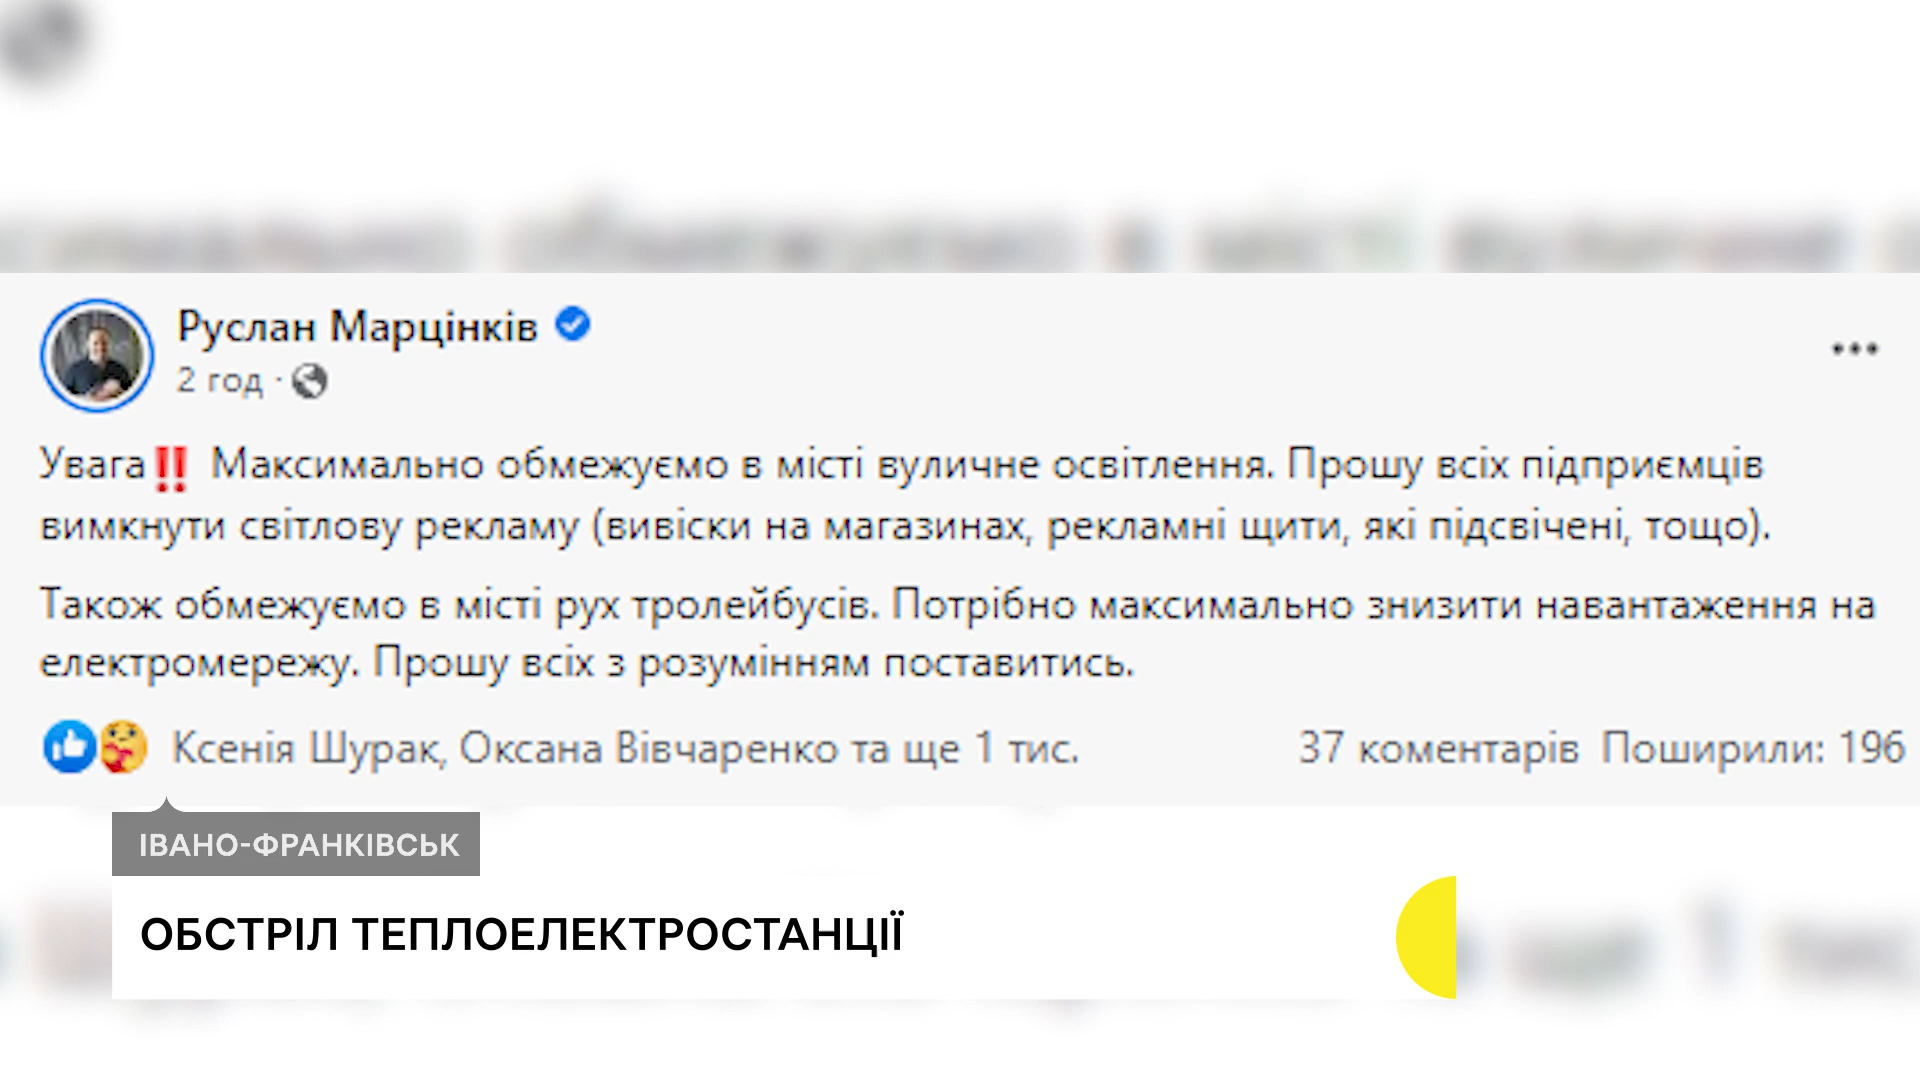 Руслан Марцінків
2 год ·
Увага‼ Максимально обмежуємо в місті вуличне освітлення. Прошу всіх підприємців
вимкнути світлову рекламу (вивіски на магазинах, рекламні щити, які підсвічені, тощо).
Також обмежуємо в місті рух тролейбусів. Потрібно максимально знизити навантаження на
електромережу. Прошу всіх з розумінням поставитись.
Ксенія Шурак, Оксана Вівчаренко та ще 1 тис.
37 коментарів Поширили: 196
ІВАНО-ФРАНКІВСЬК
ОБСТРІЛ ТЕПЛОЕЛЕКТРОСТАНЦІЇ